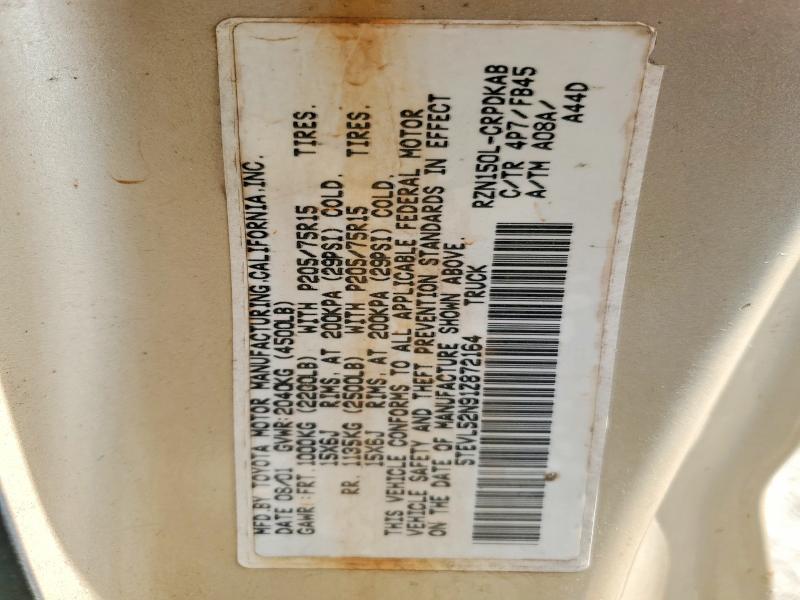 MFD.BY TOYOTA MOTOR MANUFACTURING,CALIFORNIA,INC.
DATE 08/01 GVWR:2040KG (4500LB)
GAWR:FRT.1000KG (2200LB) WITH P205/75R15 TIRES,
15X6J RIMS, AT 200KPA (29PSI) COLD.
RR. 1135KG (2500LB) WITH P205/75R15 TIRES,
15X6J RIMS, AT 200KPA (29PSI) COLD.
THIS VEHICLE CONFORMS TO ALL APPLICABLE FEDERAL MOTOR
VEHICLE SAFETY AND THEFT PREVENTION STANDARDS IN EFFECT
ON THE DATE OF MANUFACTURE SHOWN ABOVE.
5TEVL52N91Z872164 TRUCK
RZN150L-CRPDKAB
C/TR 4P7/FB45
A/TM A08A/
A44D